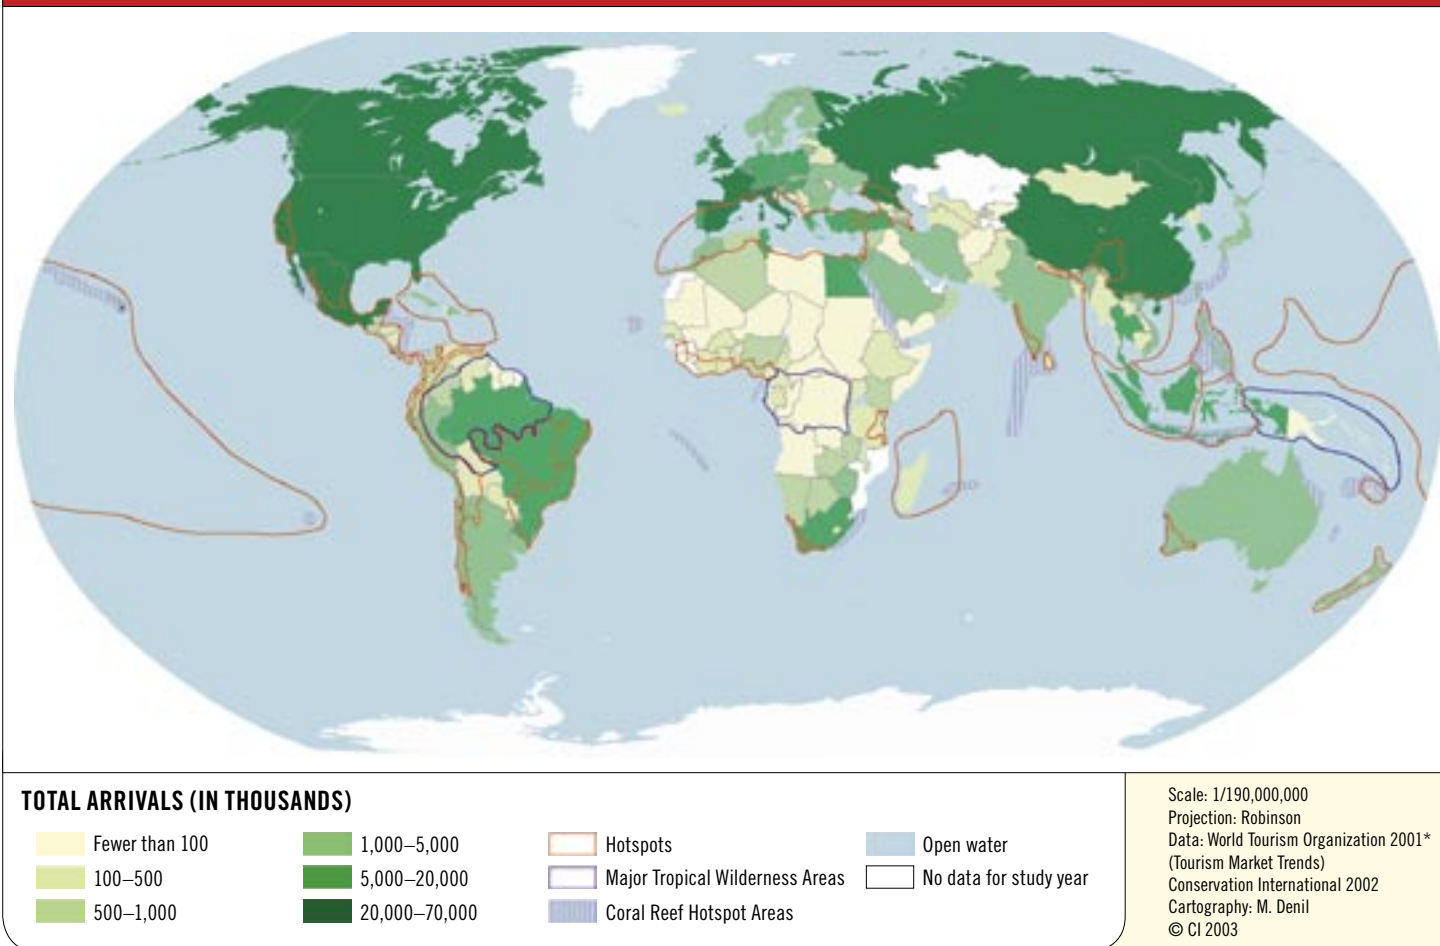 TOTAL ARRIVALS (IN THOUSANDS)
Fewer than 100
100–500
500–1,000
1,000–5,000
5,000–20,000
20,000–70,000
Hotspots
Major Tropical Wilderness Areas
Coral Reef Hotspot Areas
Open water
No data for study year
Scale: 1/190,000,000
Projection: Robinson
Data: World Tourism Organization 2001*
(Tourism Market Trends)
Conservation International 2002
Cartography: M. Denil
© CI 2003